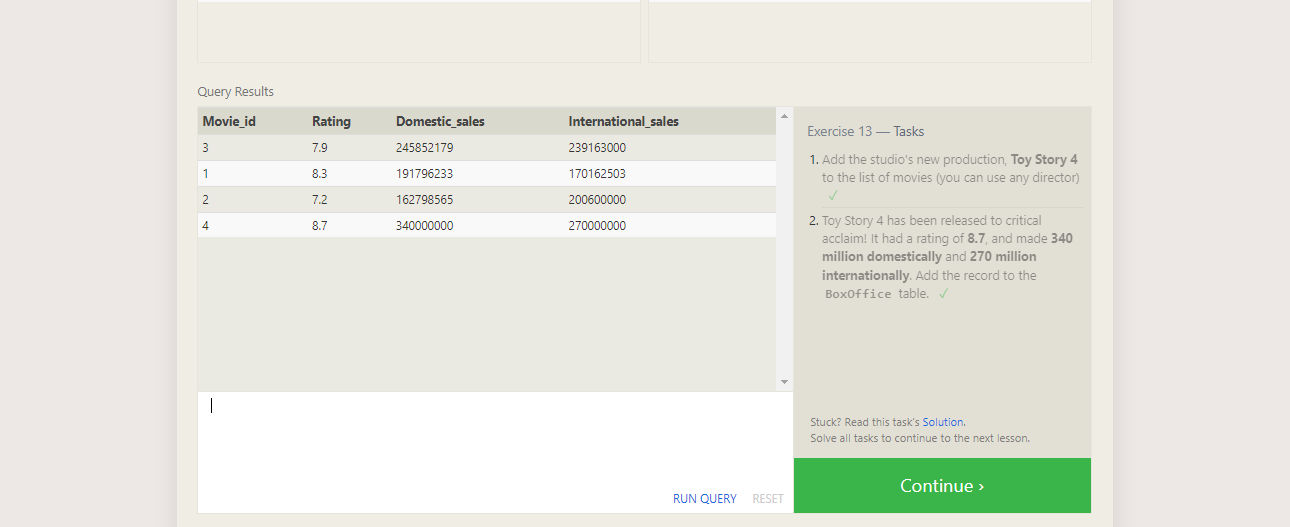 Query Results
Movie_id Rating Domestic_sales International_sales
3 7.9 245852179 239163000
1 8.3 191796233 170162503
2 7.2 162798565 200600000
4 8.7 340000000 270000000
RUN QUERY RESET
Exercise 13 — Tasks
1. Add the studio's new production, Toy Story 4
to the list of movies (you can use any director)
✓
2. Toy Story 4 has been released to critical
acclaim! It had a rating of 8.7, and made 340
million domestically and 270 million
internationally. Add the record to the
BoxOffice table. ✓
Stuck? Read this task's Solution.
Solve all tasks to continue to the next lesson.
Continue ›